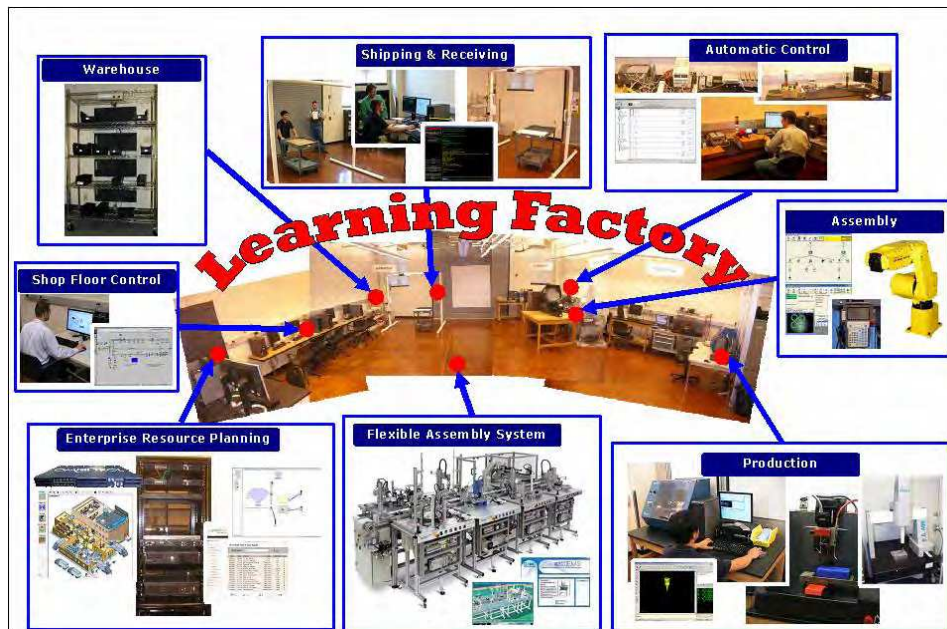 Warehouse
Shipping & Receiving
Automatic Control
Learning Factory
Assembly
Shop Floor Control
Enterprise Resource Planning
Flexible Assembly System
Production